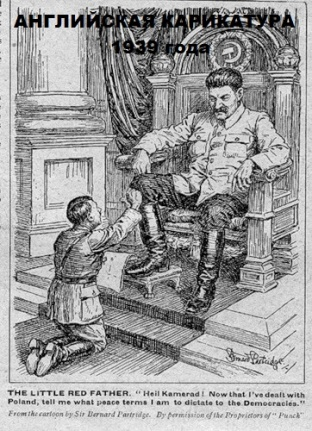 АНГЛИЙСКАЯ КАРИКАТУРА
1939 года
Bernard Partridge
THE LITTLE RED FATHER. "Heil Kamerad! Now that I've dealt with
Poland, tell me what peace terms I am to dictate to the Democracies."
From the cartoon by Sir Bernard Partridge. By permission of the Proprietors of "Punch"